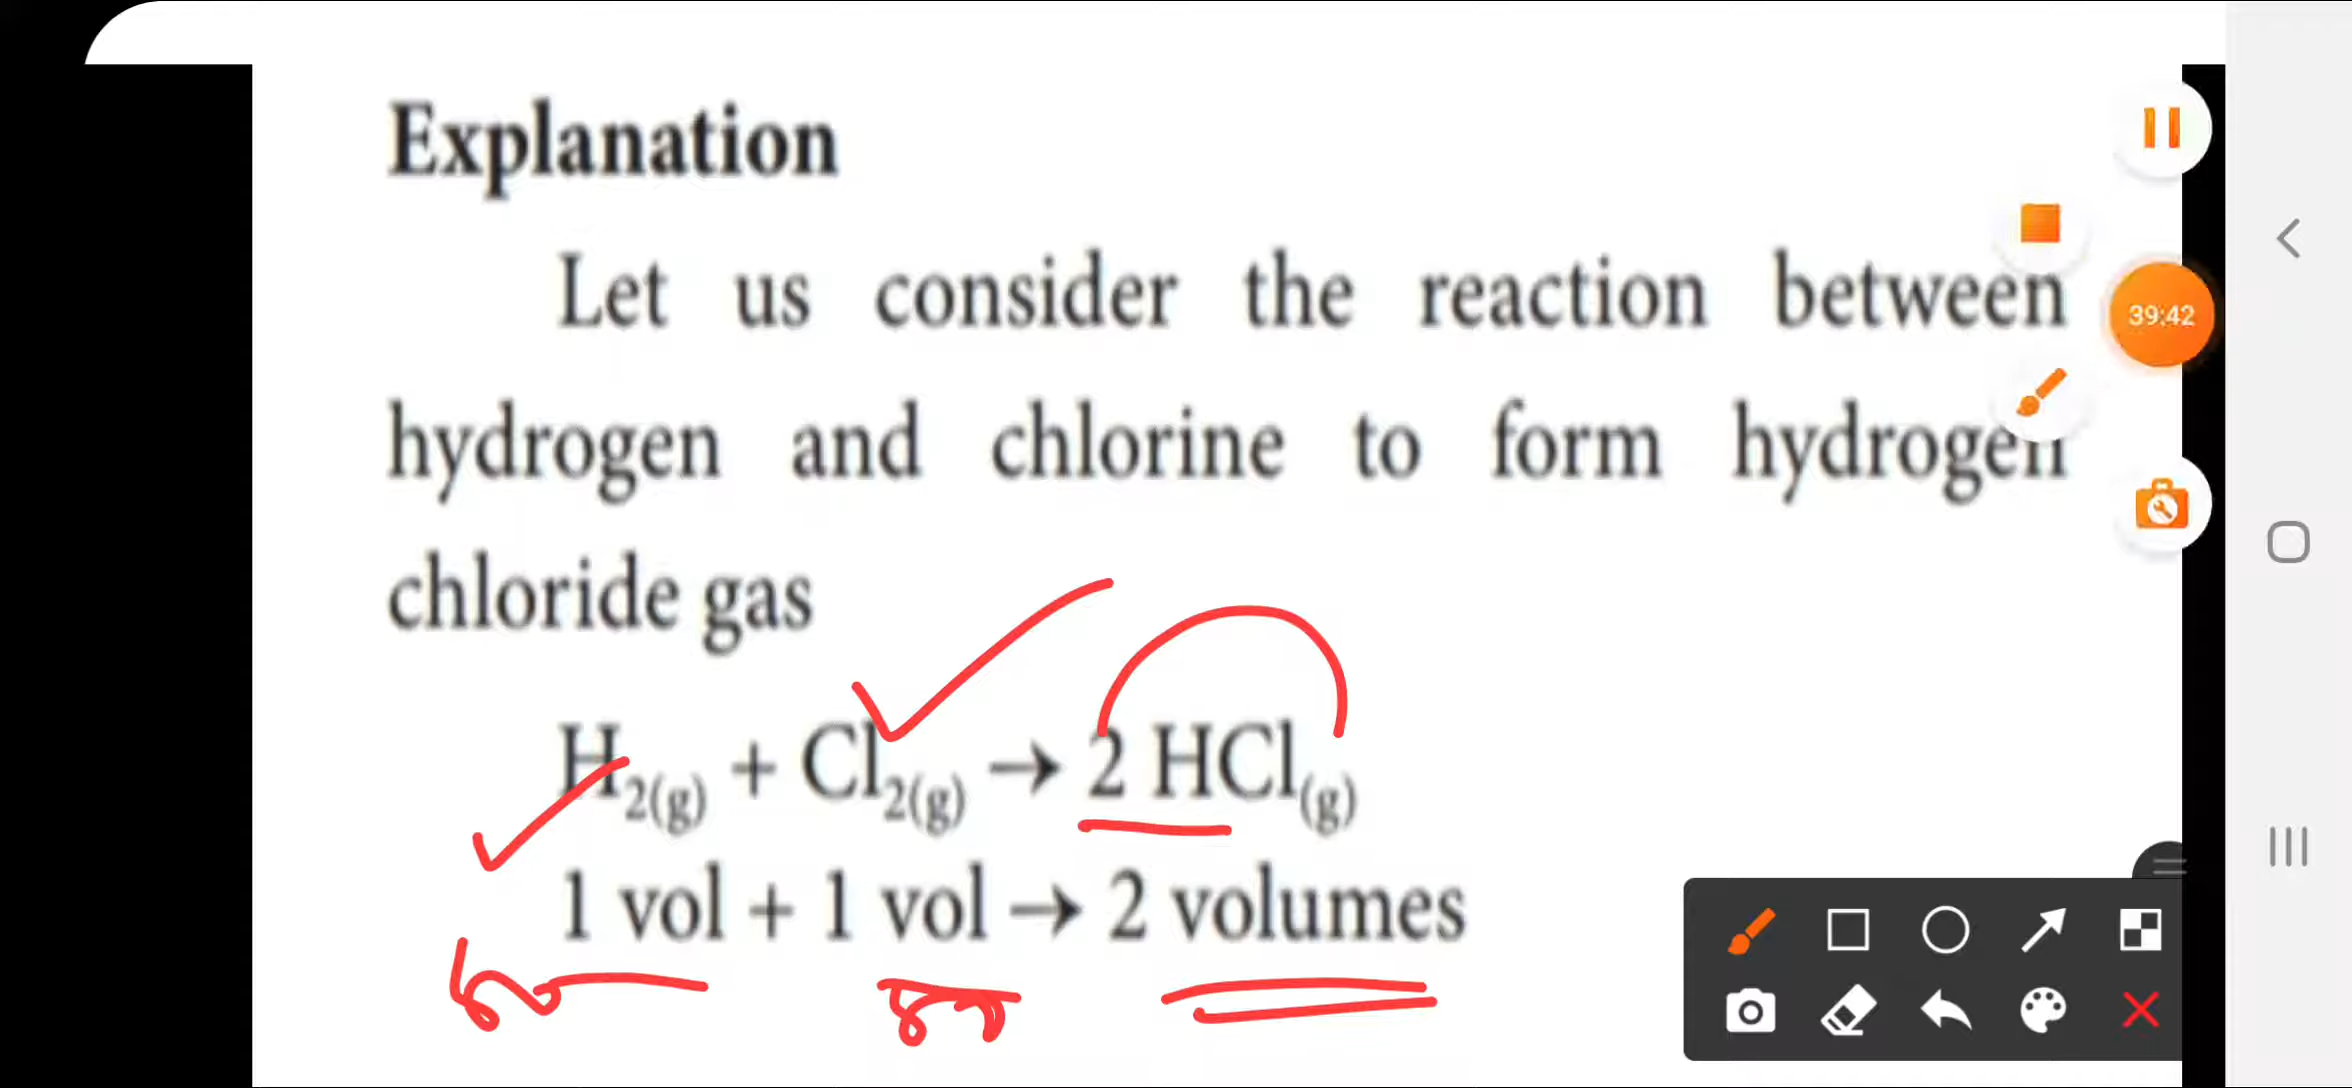 Explanation
Let us consider the reaction between
hydrogen and chlorine to form hydrogen
chloride gas
H₂(g) + Cl₂(g) → 2 HCl(g)
1 vol + 1 vol → 2 volumes
39:42